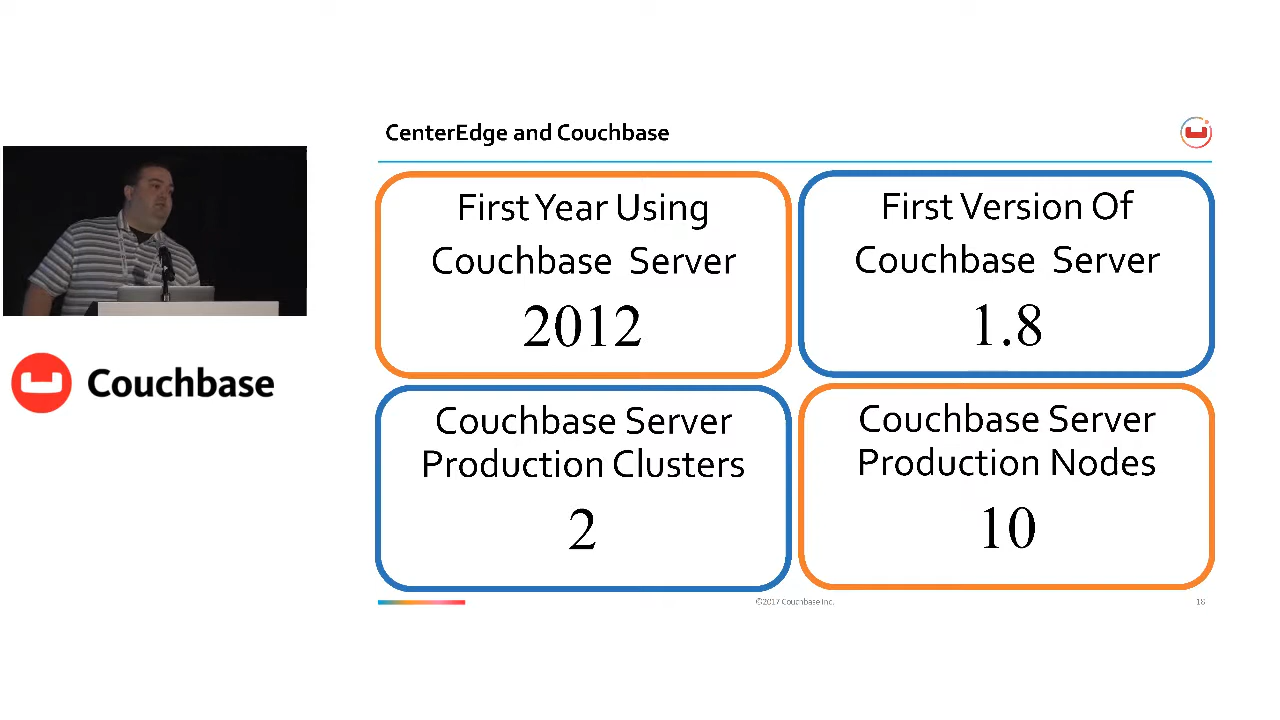 CenterEdge and Couchbase
First Year Using
Couchbase Server
2012
First Version Of
Couchbase Server
1.8
Couchbase Server
Production Clusters
2
Couchbase Server
Production Nodes
10
Couchbase
©2017 Couchbase Inc.
16